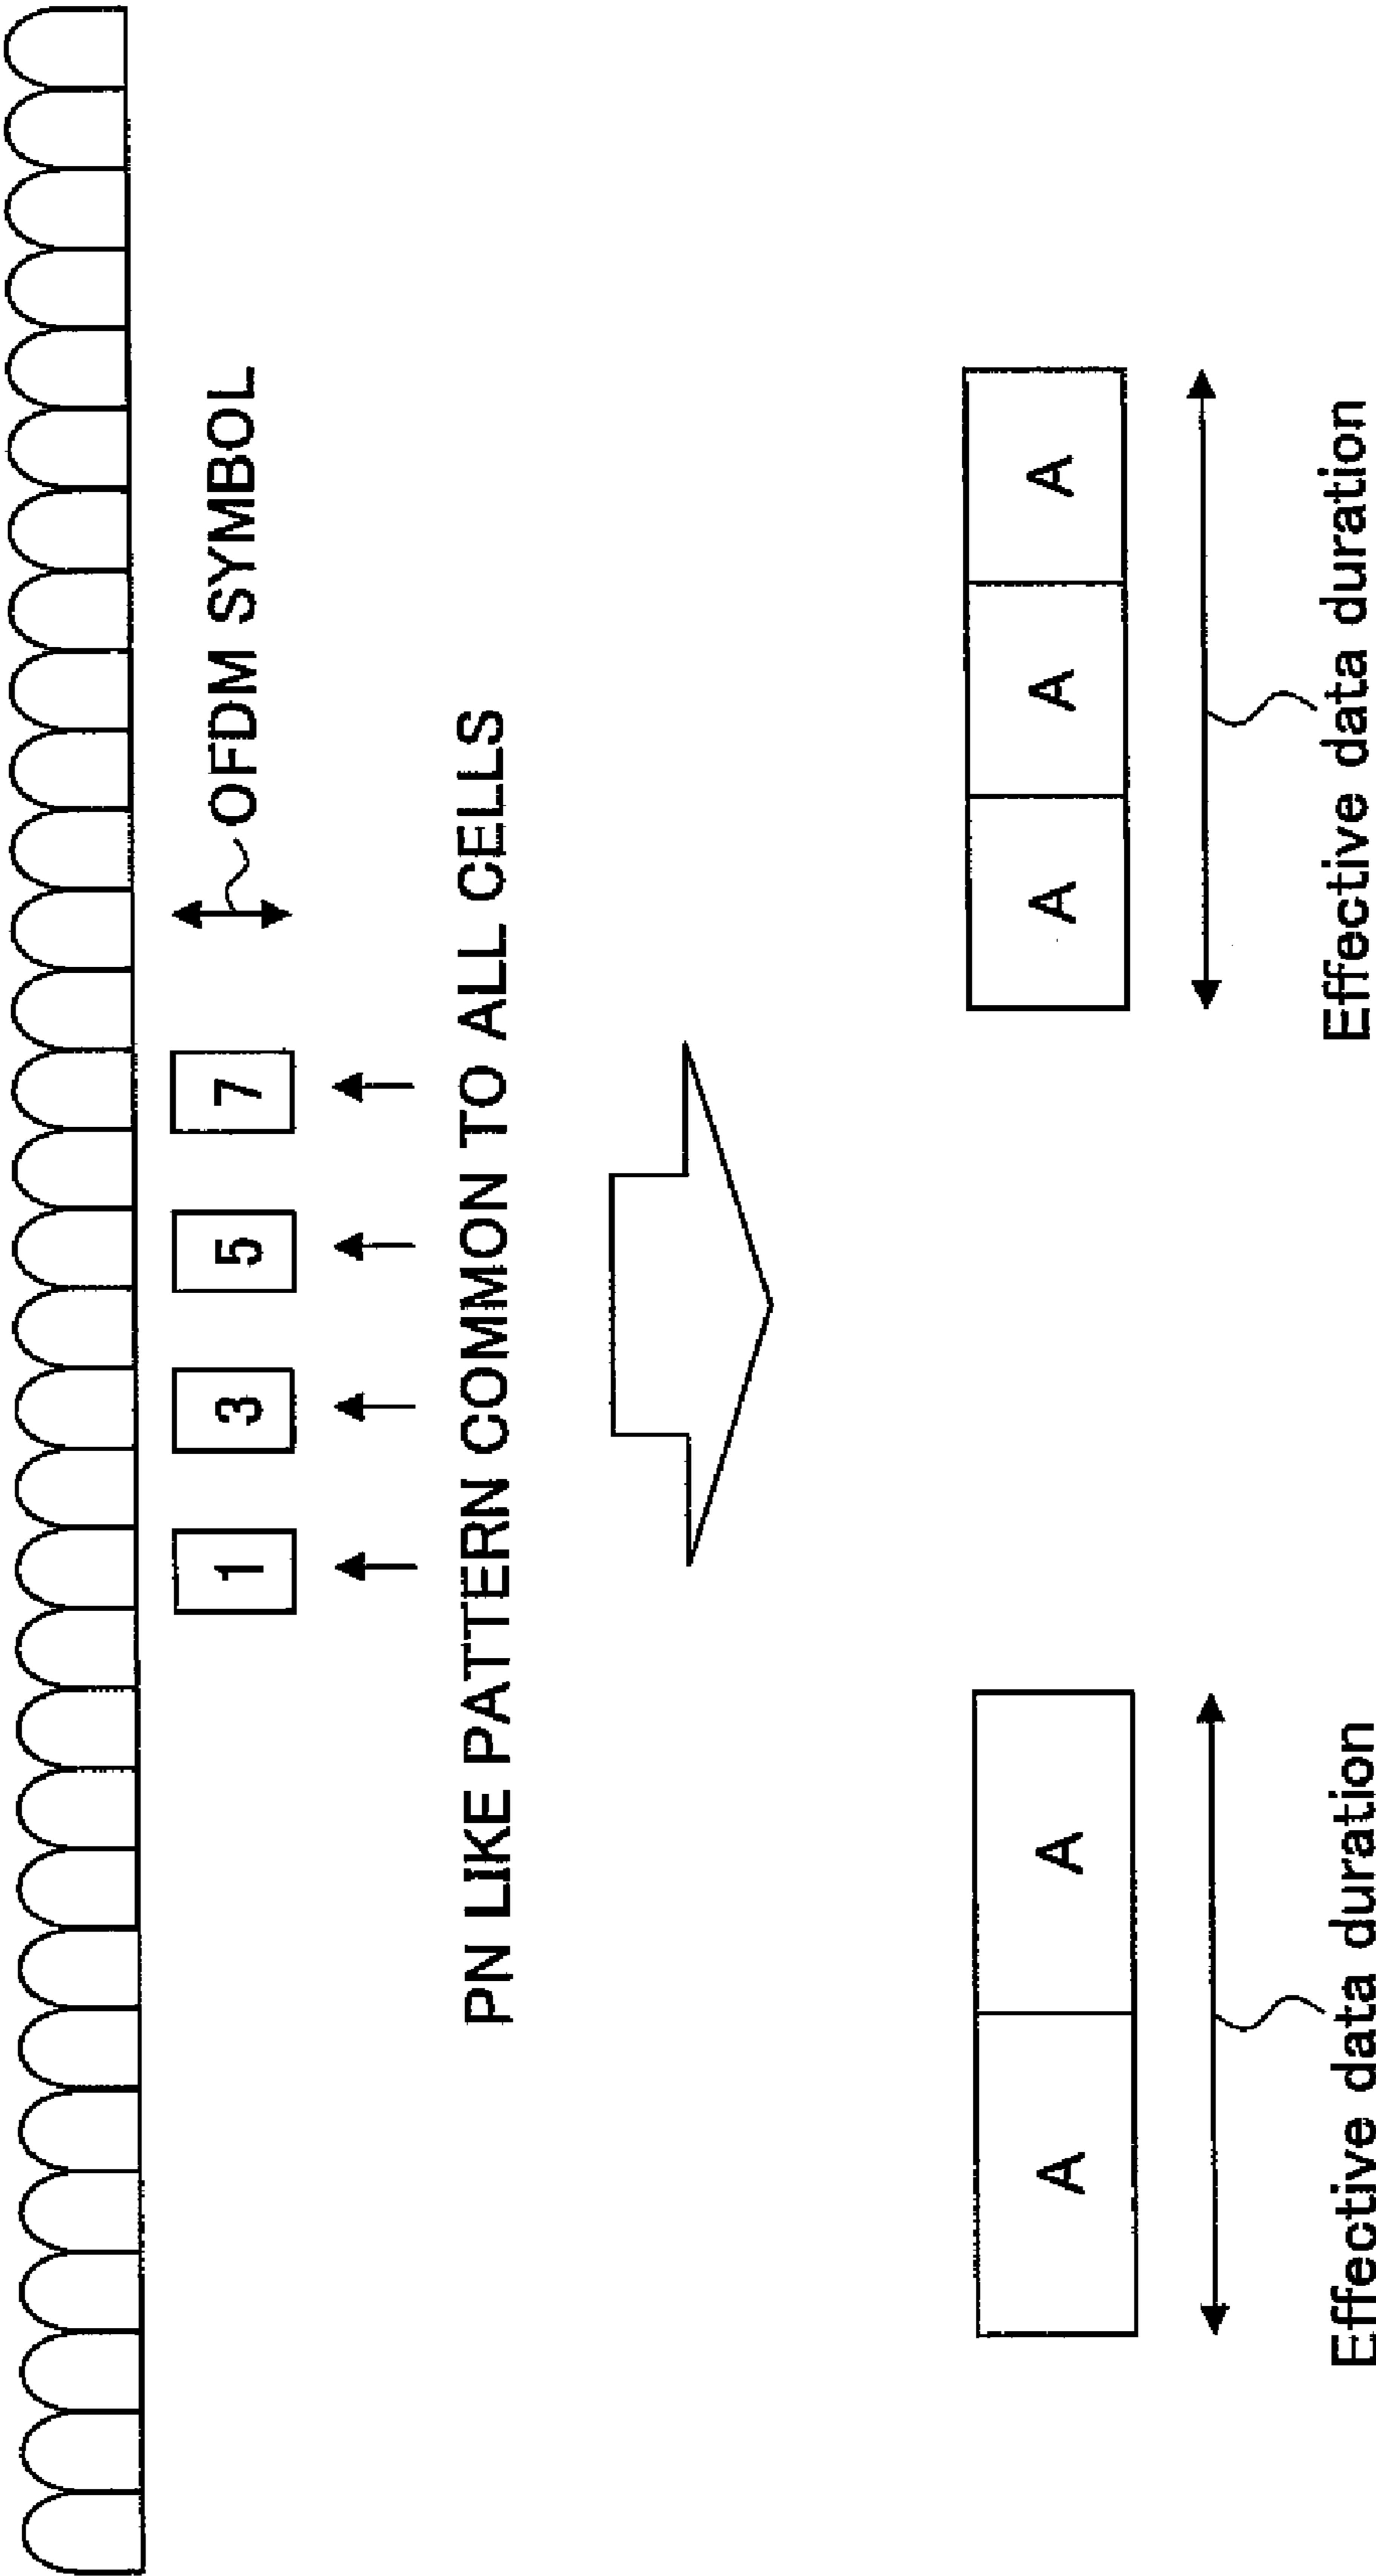 1 3 5 7
OFDM SYMBOL
PN LIKE PATTERN COMMON TO ALL CELLS
A A
Effective data duration
A A A
Effective data duration